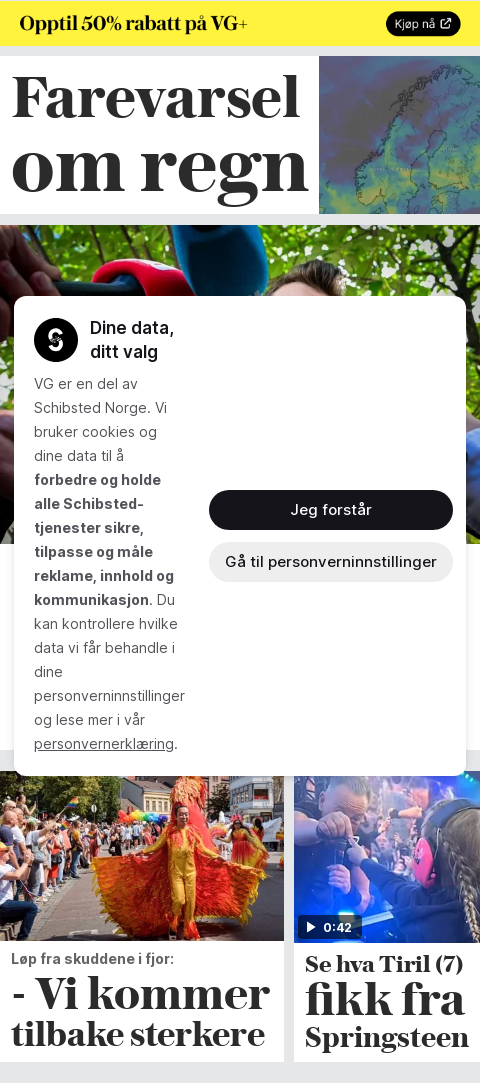 Opptil 50% rabatt på VG+
Kjøp nå
Farevarsel
om regn
Dine data,
ditt valg
VG er en del av
Schibsted Norge. Vi
bruker cookies og
dine data til å
forbedre og holde
alle Schibsted-
tjenester sikre,
tilpasse og måle
reklame, innhold og
kommunikasjon. Du
kan kontrollere hvilke
data vi får behandle i
dine
personverninnstillinger
og lese mer i vår
personvernerklæring.
Jeg forstår
Gå til personverninnstillinger
Løp fra skuddene i fjor:
- Vi kommer
tilbake sterkere
0:42
Se hva Tiril (7)
fikk fra
Springsteen